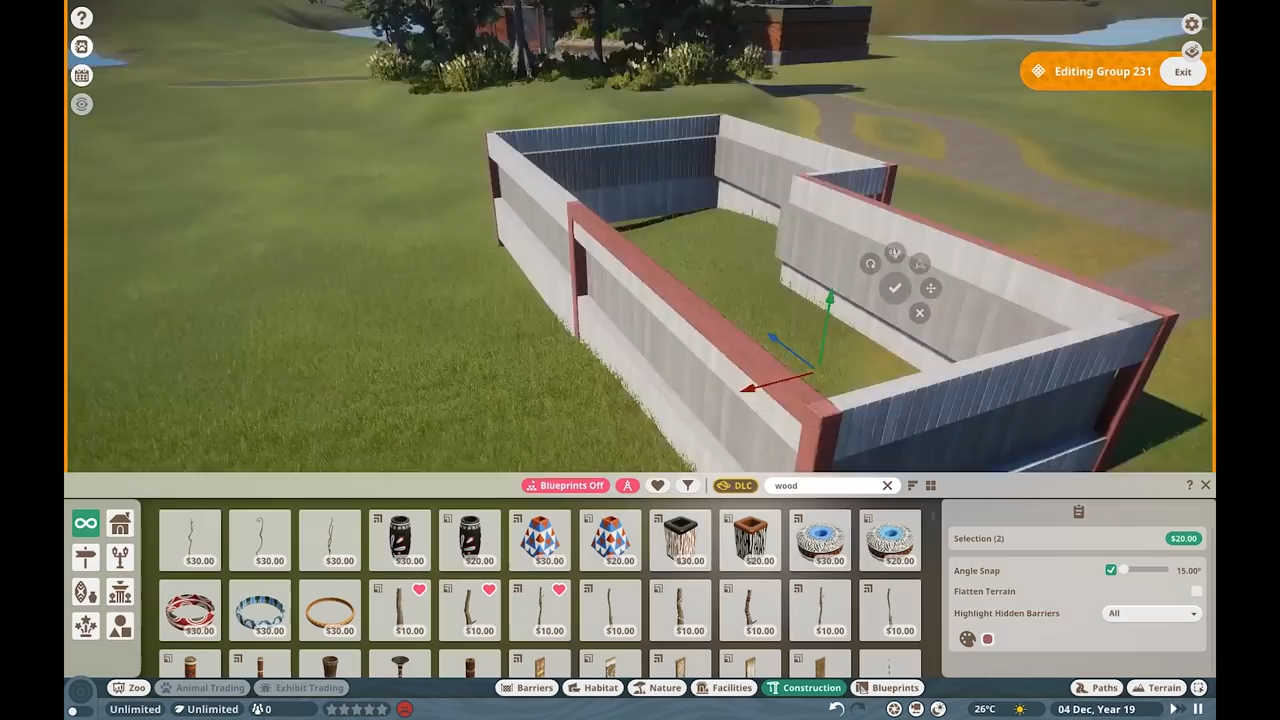 ?
Editing Group 231 Exit
Blueprints Off DLC wood ?
Selection (2) $20.00
$30.00 $30.00 $30.00 $30.00 $20.00 $30.00 $20.00 $30.00 $20.00 $30.00 $20.00
Angle Snap 15.00°
Flatten Terrain
Highlight Hidden Barriers All
$30.00 $30.00 $30.00 $10.00 $10.00 $10.00 $10.00 $10.00 $10.00 $10.00 $10.00
Zoo Animal Trading Exhibit Trading Barriers Habitat Nature Facilities Construction Blueprints Paths Terrain
Unlimited Unlimited 0 26°C 04 Dec, Year 19